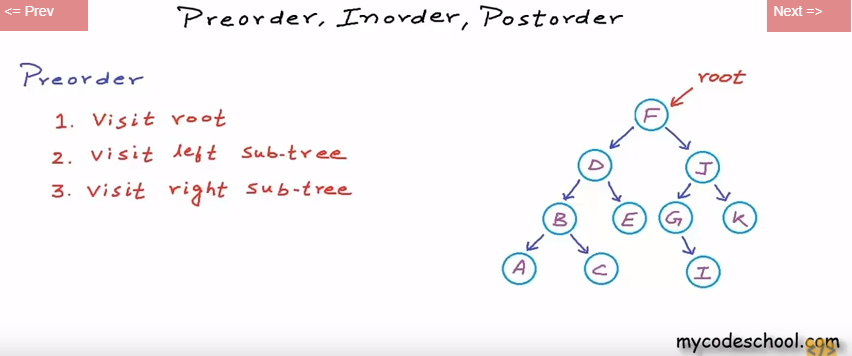 <= Prev
Preorder, Inorder, Postorder
Next =>
Preorder
1. Visit root
2. visit left sub-tree
3. visit right sub-tree
root
F
D J
B E G K
A C I
mycodeschool.com
</>